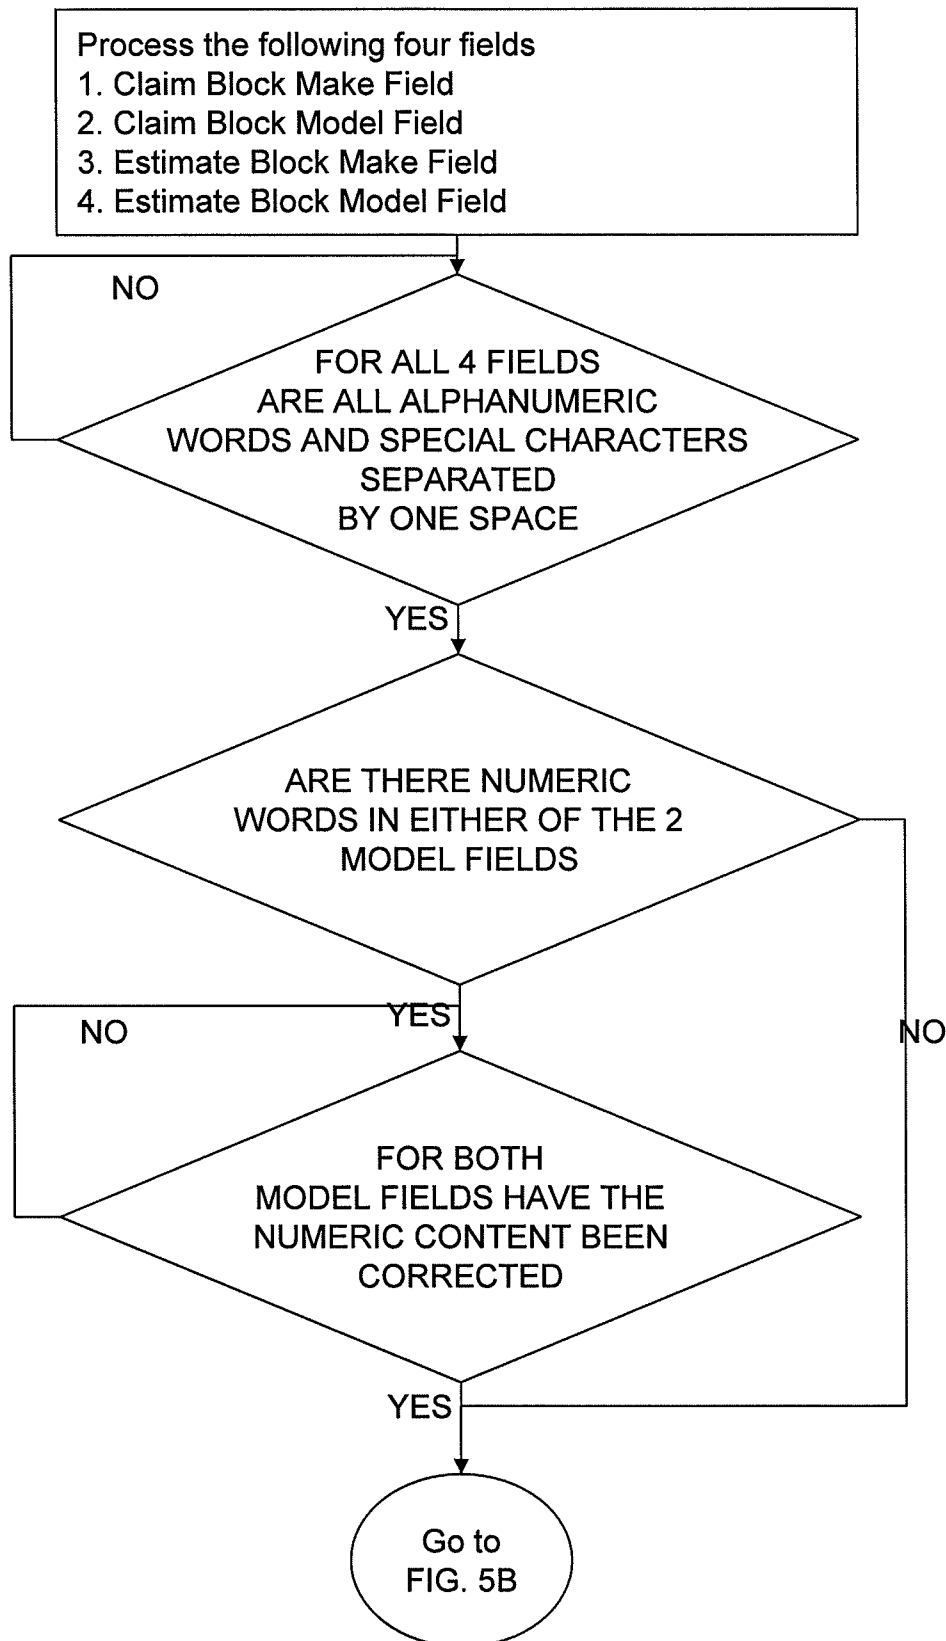 Process the following four fields
1. Claim Block Make Field
2. Claim Block Model Field
3. Estimate Block Make Field
4. Estimate Block Model Field
NO
FOR ALL 4 FIELDS
ARE ALL ALPHANUMERIC
WORDS AND SPECIAL CHARACTERS
SEPARATED
BY ONE SPACE
YES
ARE THERE NUMERIC
WORDS IN EITHER OF THE 2
MODEL FIELDS
YES
NO
NO
FOR BOTH
MODEL FIELDS HAVE THE
NUMERIC CONTENT BEEN
CORRECTED
YES
Go to
FIG. 5B